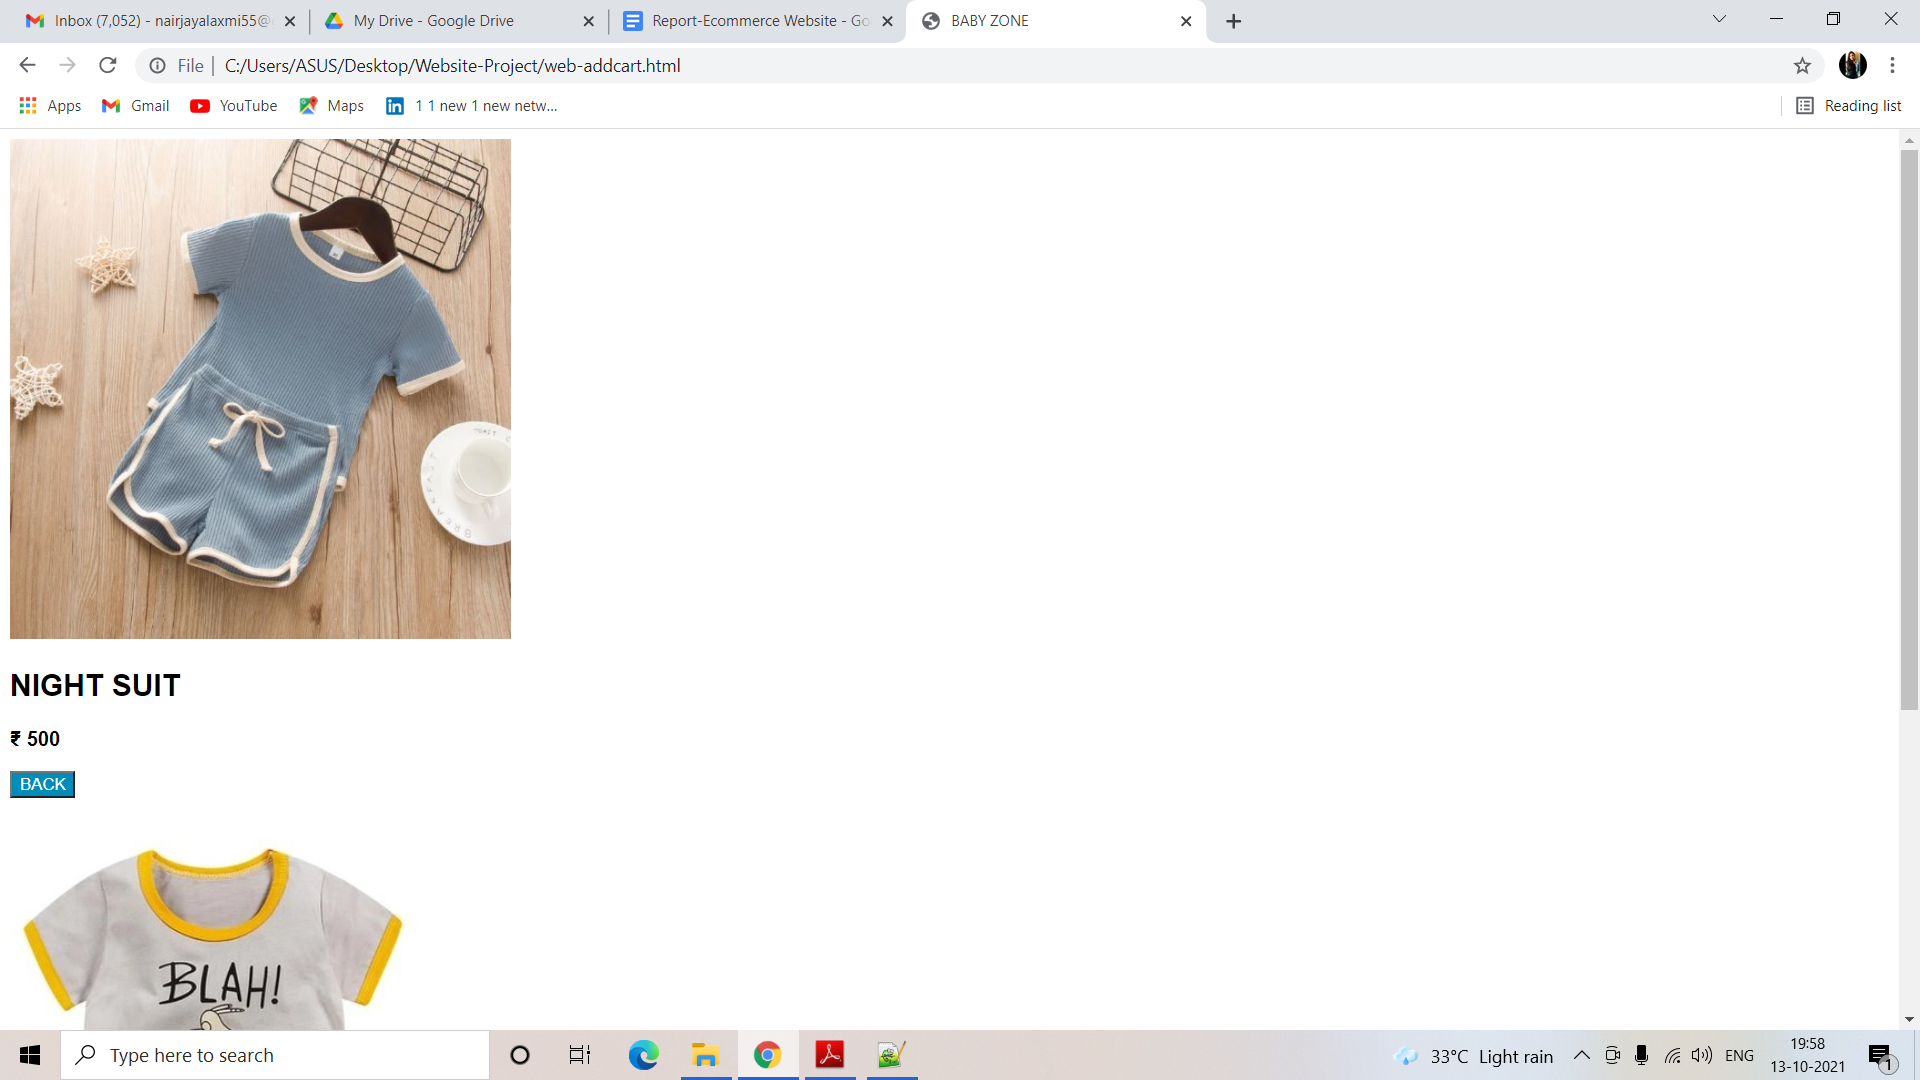 Inbox (7,052) - nairjayalaxmi55@
My Drive - Google Drive
Report-Ecommerce Website - Go
BABY ZONE
File
C:/Users/ASUS/Desktop/Website-Project/web-addcart.html
Apps
Gmail
YouTube
Maps
1 1 new 1 new netw...
Reading list
BREAKFAST
NIGHT SUIT
₹ 500
BACK
BLAH!
Type here to search
33°C Light rain
ENG
19:58
13-10-2021
1